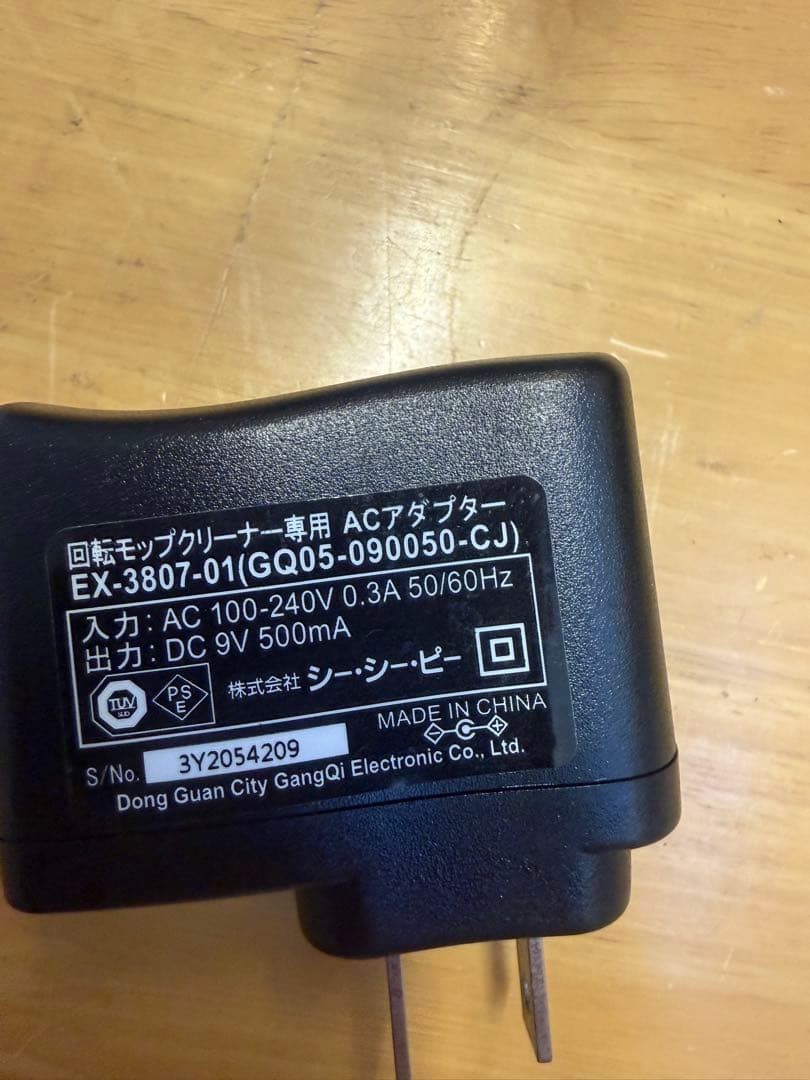 回転モップクリーナー専用 ACアダプター
EX-3807-01(GQ05-090050-CJ)
入力: AC 100-240V 0.3A 50/60Hz
出力: DC 9V 500mA
TUV
SUD
PS
E
株式会社 シー・シー・ピー
MADE IN CHINA
S/No. 3Y2054209
Dong Guan City GangQi Electronic Co., Ltd.